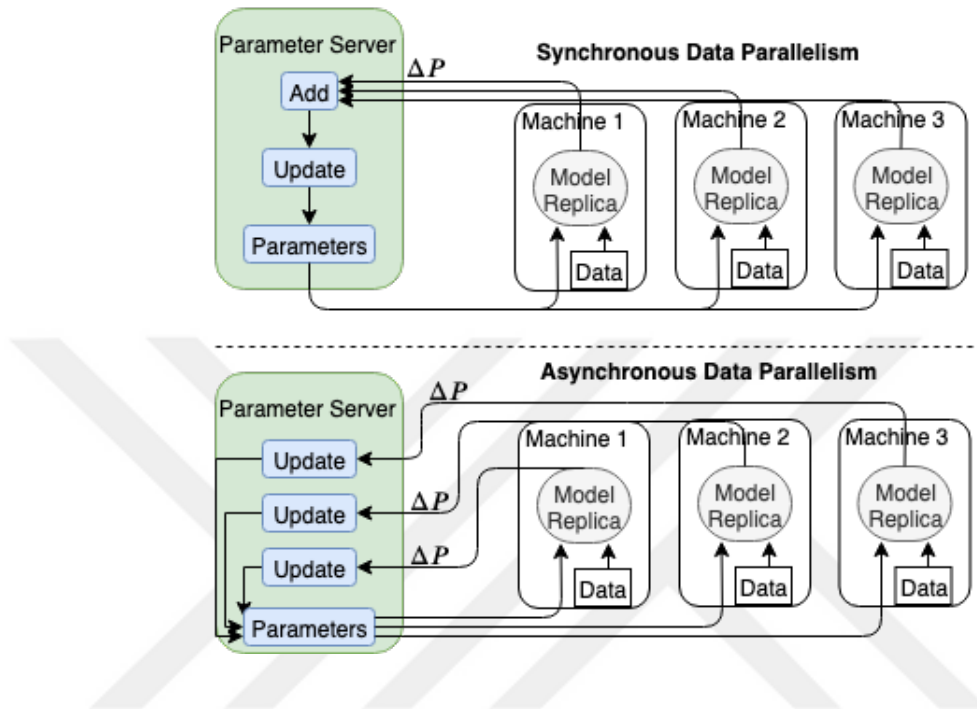 Parameter Server
Synchronous Data Parallelism
ΔP
Add
Machine 1
Machine 2
Machine 3
Update
Model
Replica
Model
Replica
Model
Replica
Parameters
Data
Data
Data
Asynchronous Data Parallelism
Parameter Server
ΔP
Machine 1
Machine 2
Machine 3
Update
Update
ΔP
Model
Replica
Model
Replica
Model
Replica
Update
ΔP
Data
Data
Data
Parameters